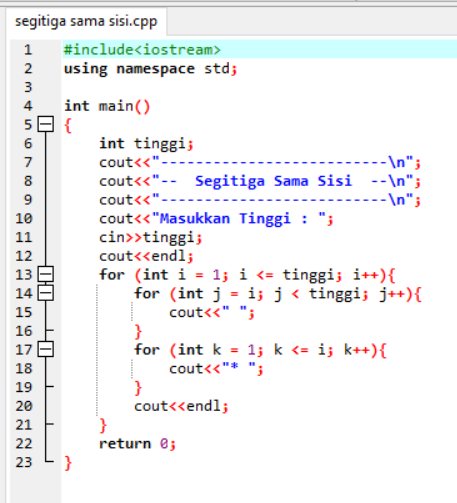 segitiga sama sisi.cpp
1 #include<iostream>
2 using namespace std;
3
4 int main()
5 {
6 int tinggi;
7 cout<<"---------------------------\n";
8 cout<<"--  Segitiga Sama Sisi  --\n";
9 cout<<"---------------------------\n";
10 cout<<"Masukkan Tinggi : ";
11 cin>>tinggi;
12 cout<<endl;
13 for (int i = 1; i <= tinggi; i++){
14 for (int j = i; j < tinggi; j++){
15 cout<<" ";
16 }
17 for (int k = 1; k <= i; k++){
18 cout<<"* ";
19 }
20 cout<<endl;
21 }
22 return 0;
23 }